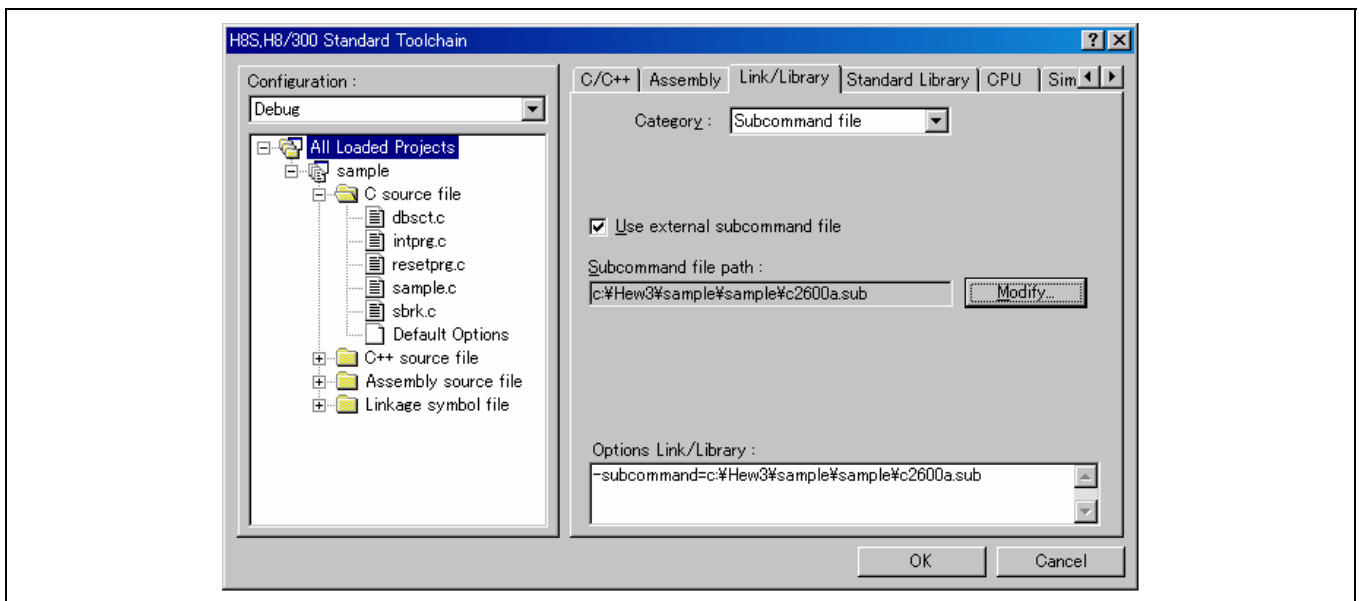 H8S,H8/300 Standard Toolchain
Configuration :
Debug
All Loaded Projects
sample
C source file
dbsct.c
intprg.c
resetprg.c
sample.c
sbrk.c
Default Options
C++ source file
Assembly source file
Linkage symbol file
C/C++ Assembly Link/Library Standard Library CPU Sim
Category : Subcommand file
Use external subcommand file
Subcommand file path :
c:¥Hew3¥sample¥sample¥c2600a.sub Modify...
Options Link/Library :
-subcommand=c:¥Hew3¥sample¥sample¥c2600a.sub
OK Cancel